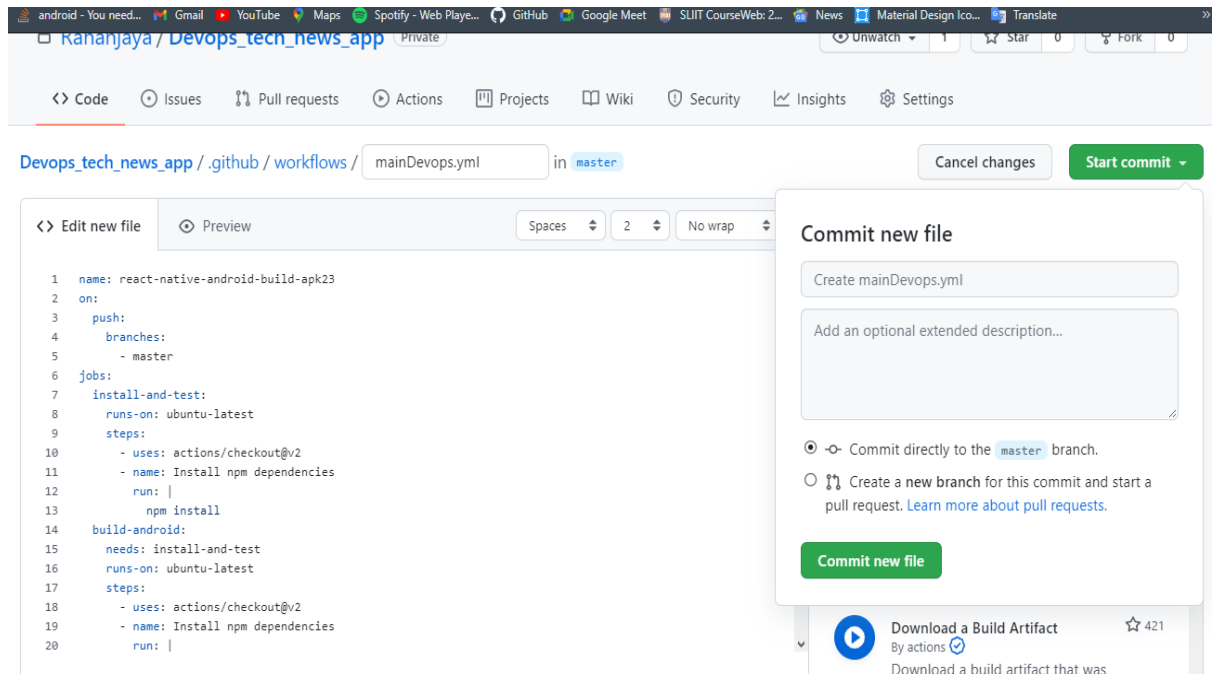 android - You need... Gmail YouTube Maps Spotify - Web Playe... GitHub Google Meet SLIIT CourseWeb: 2... News Material Design Ico... Translate »
Rananjaya / Devops_tech_news_app Private Unwatch 1 Star 0 Fork 0
<> Code Issues Pull requests Actions Projects Wiki Security Insights Settings
Devops_tech_news_app / .github / workflows / mainDevops.yml in master Cancel changes Start commit
<> Edit new file Preview Spaces 2 No wrap
Commit new file
Create mainDevops.yml
Add an optional extended description...
Commit directly to the master branch.
Create a new branch for this commit and start a
pull request. Learn more about pull requests.
Commit new file
1 name: react-native-android-build-apk23
2 on:
3 push:
4 branches:
5 - master
6 jobs:
7 install-and-test:
8 runs-on: ubuntu-latest
9 steps:
10 - uses: actions/checkout@v2
11 - name: Install npm dependencies
12 run: |
13 npm install
14 build-android:
15 needs: install-and-test
16 runs-on: ubuntu-latest
17 steps:
18 - uses: actions/checkout@v2
19 - name: Install npm dependencies
20 run: |
Download a Build Artifact 421
By actions
Download a build artifact that was